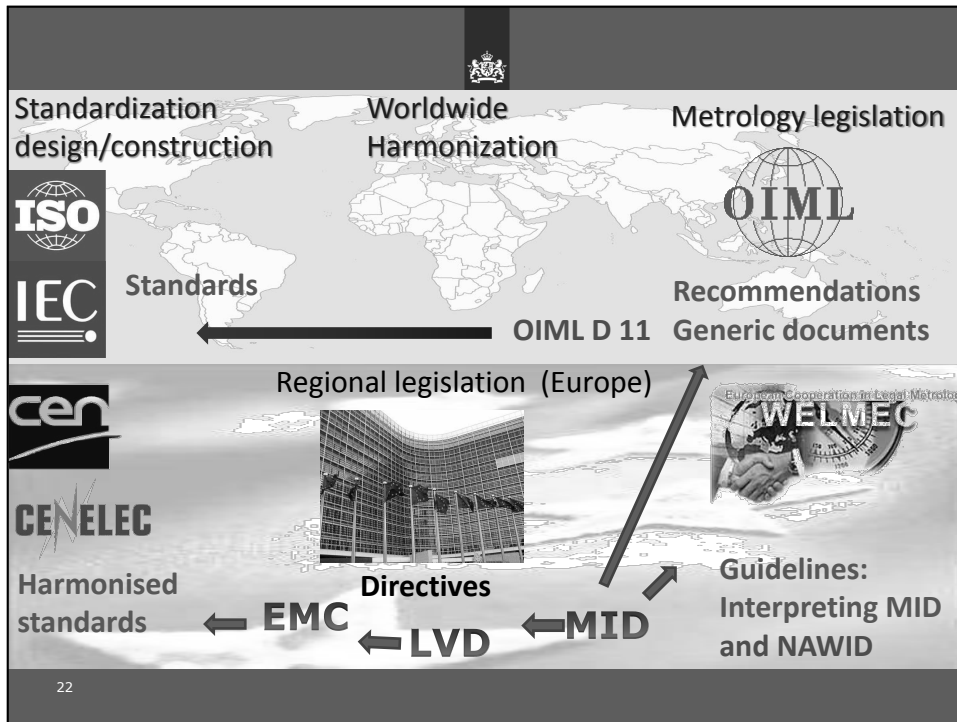 Standardization
design/construction
Worldwide
Harmonization
Metrology legislation
ISO
OIML
IEC
Standards
Recommendations
OIML D 11
Generic documents
Regional legislation (Europe)
cen
European Cooperation in Legal Metrolo
WELMEC
CENELEC
Harmonised
standards
Directives
Guidelines:
Interpreting MID
and NAWID
EMC
LVD
MID
22